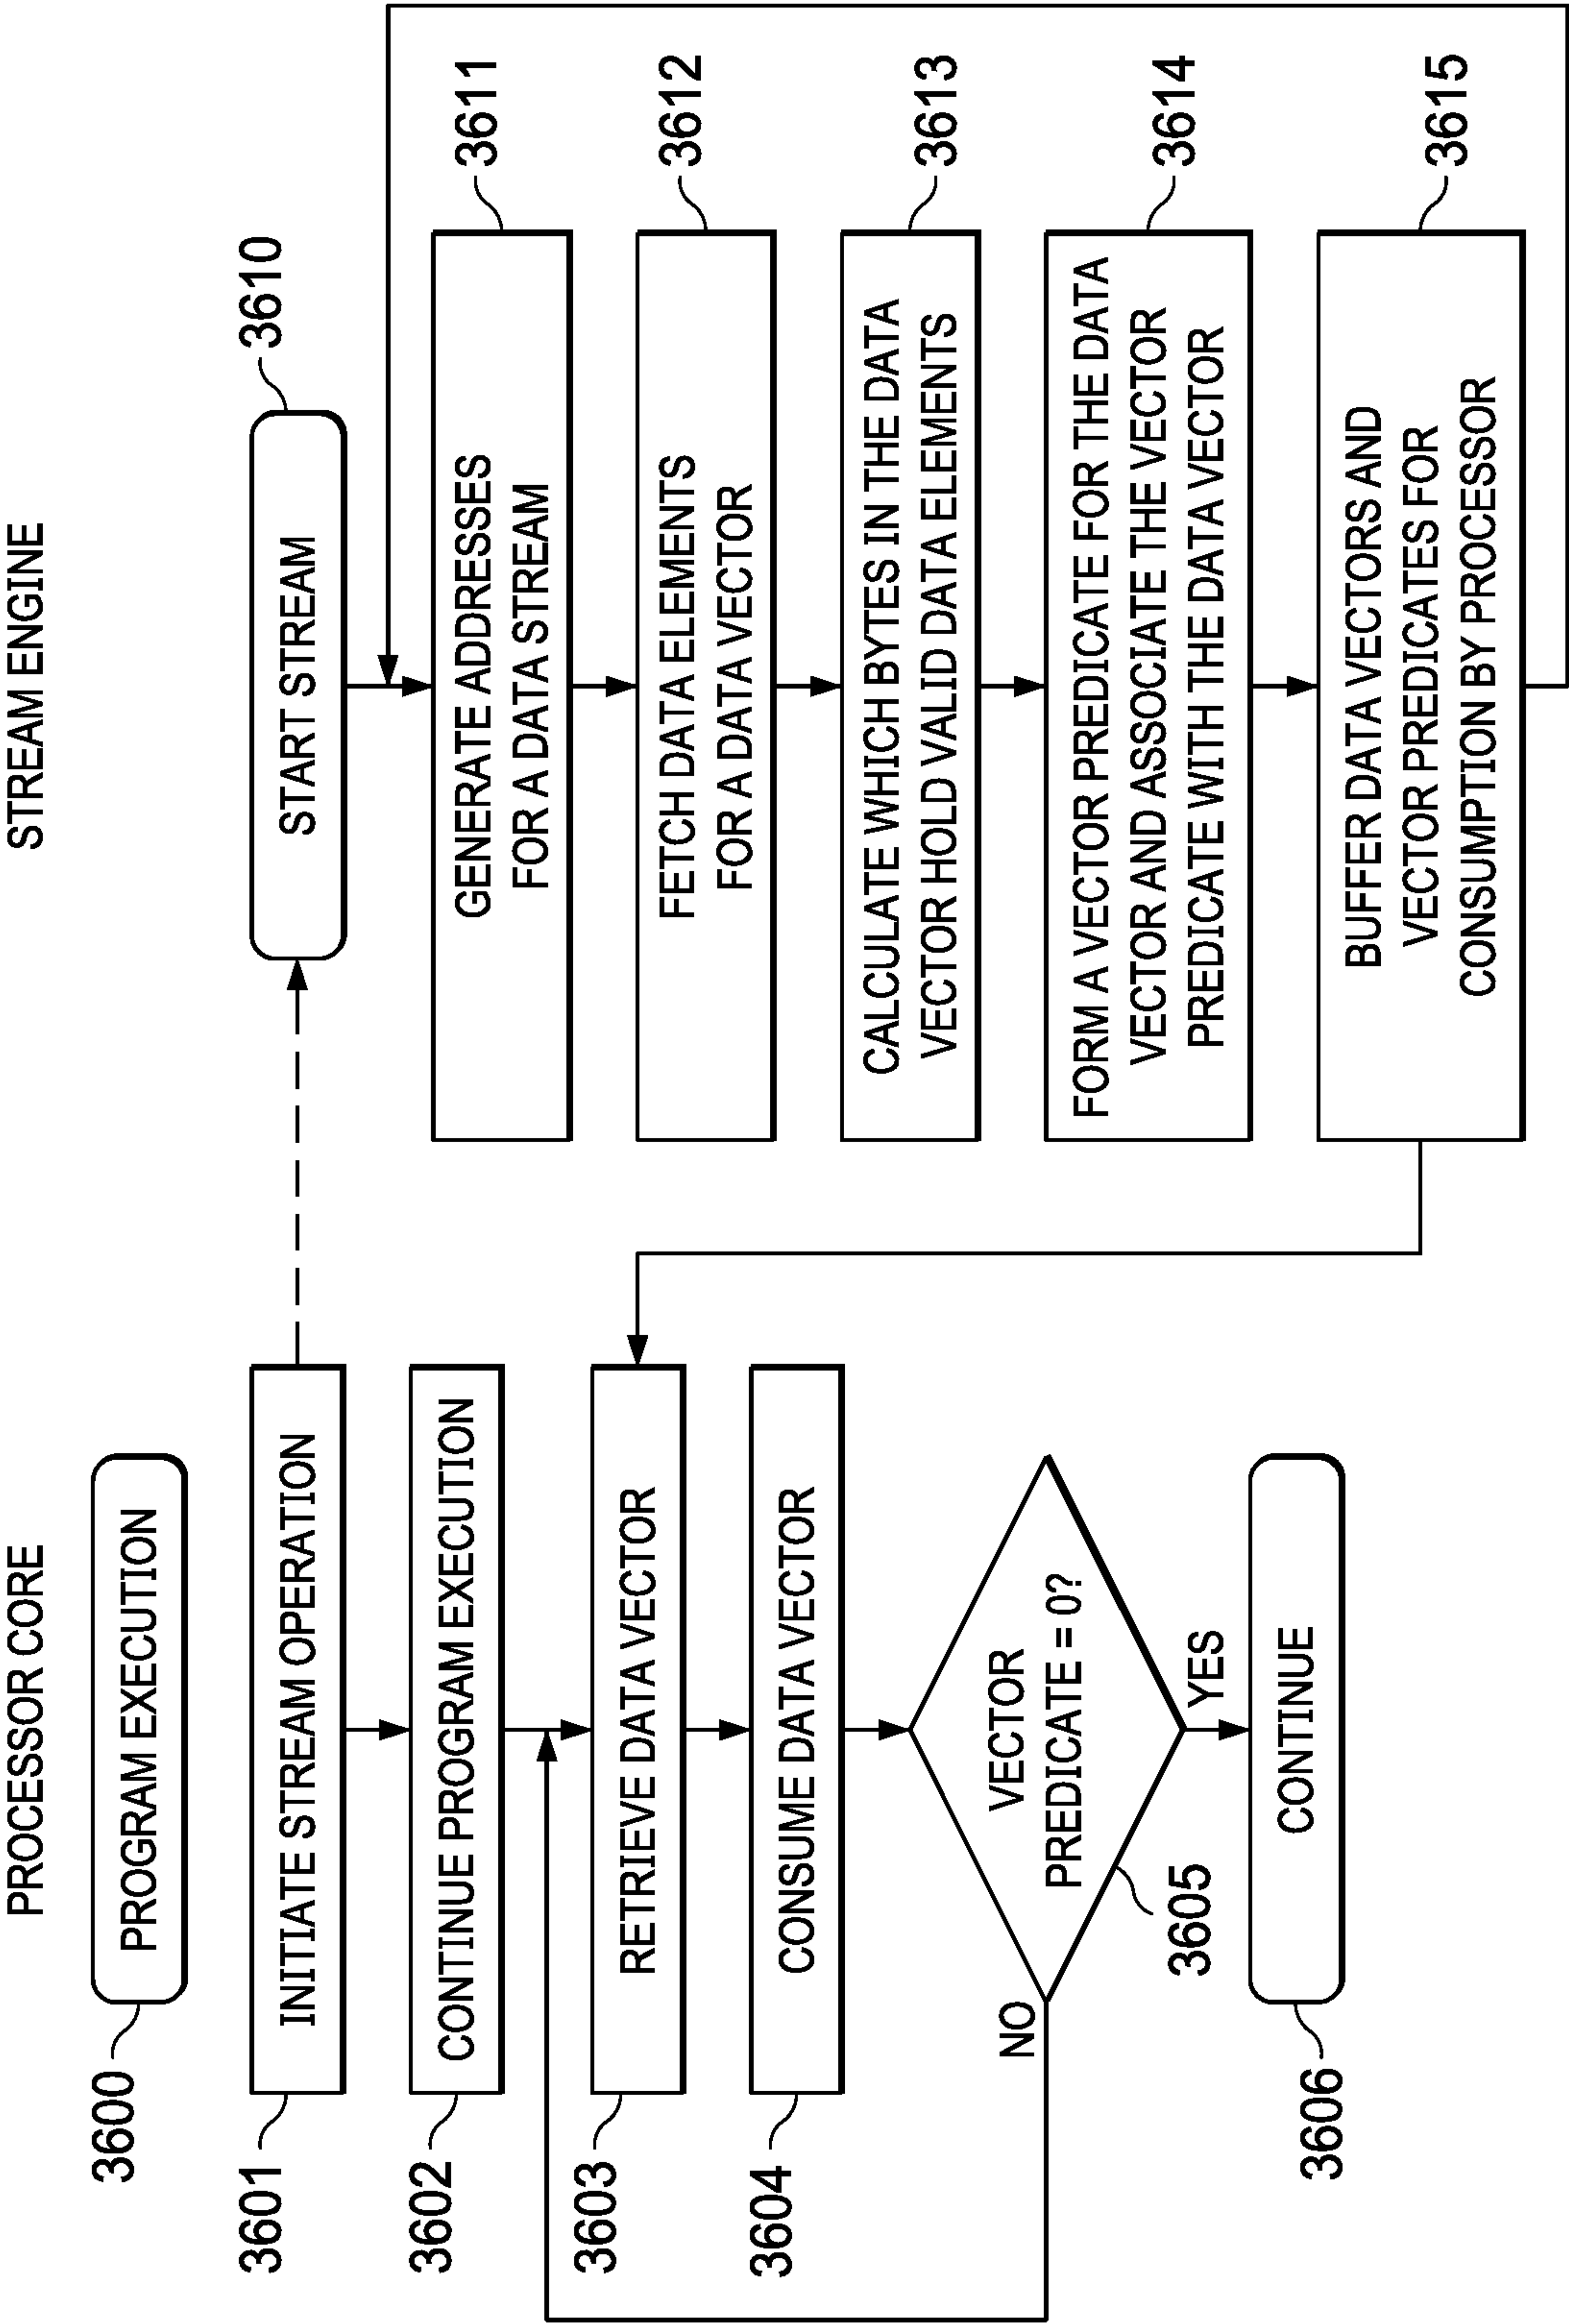 PROCESSOR CORE
3600
PROGRAM EXECUTION
3601
INITIATE STREAM OPERATION
3602
CONTINUE PROGRAM EXECUTION
3603
RETRIEVE DATA VECTOR
3604
CONSUME DATA VECTOR
NO
VECTOR
PREDICATE = 0?
3605
YES
3606
CONTINUE
STREAM ENGINE
START STREAM
3610
GENERATE ADDRESSES
FOR A DATA STREAM
3611
FETCH DATA ELEMENTS
FOR A DATA VECTOR
3612
CALCULATE WHICH BYTES IN THE DATA
VECTOR HOLD VALID DATA ELEMENTS
3613
FORM A VECTOR PREDICATE FOR THE DATA
VECTOR AND ASSOCIATE THE VECTOR
PREDICATE WITH THE DATA VECTOR
3614
BUFFER DATA VECTORS AND
VECTOR PREDICATES FOR
CONSUMPTION BY PROCESSOR
3615